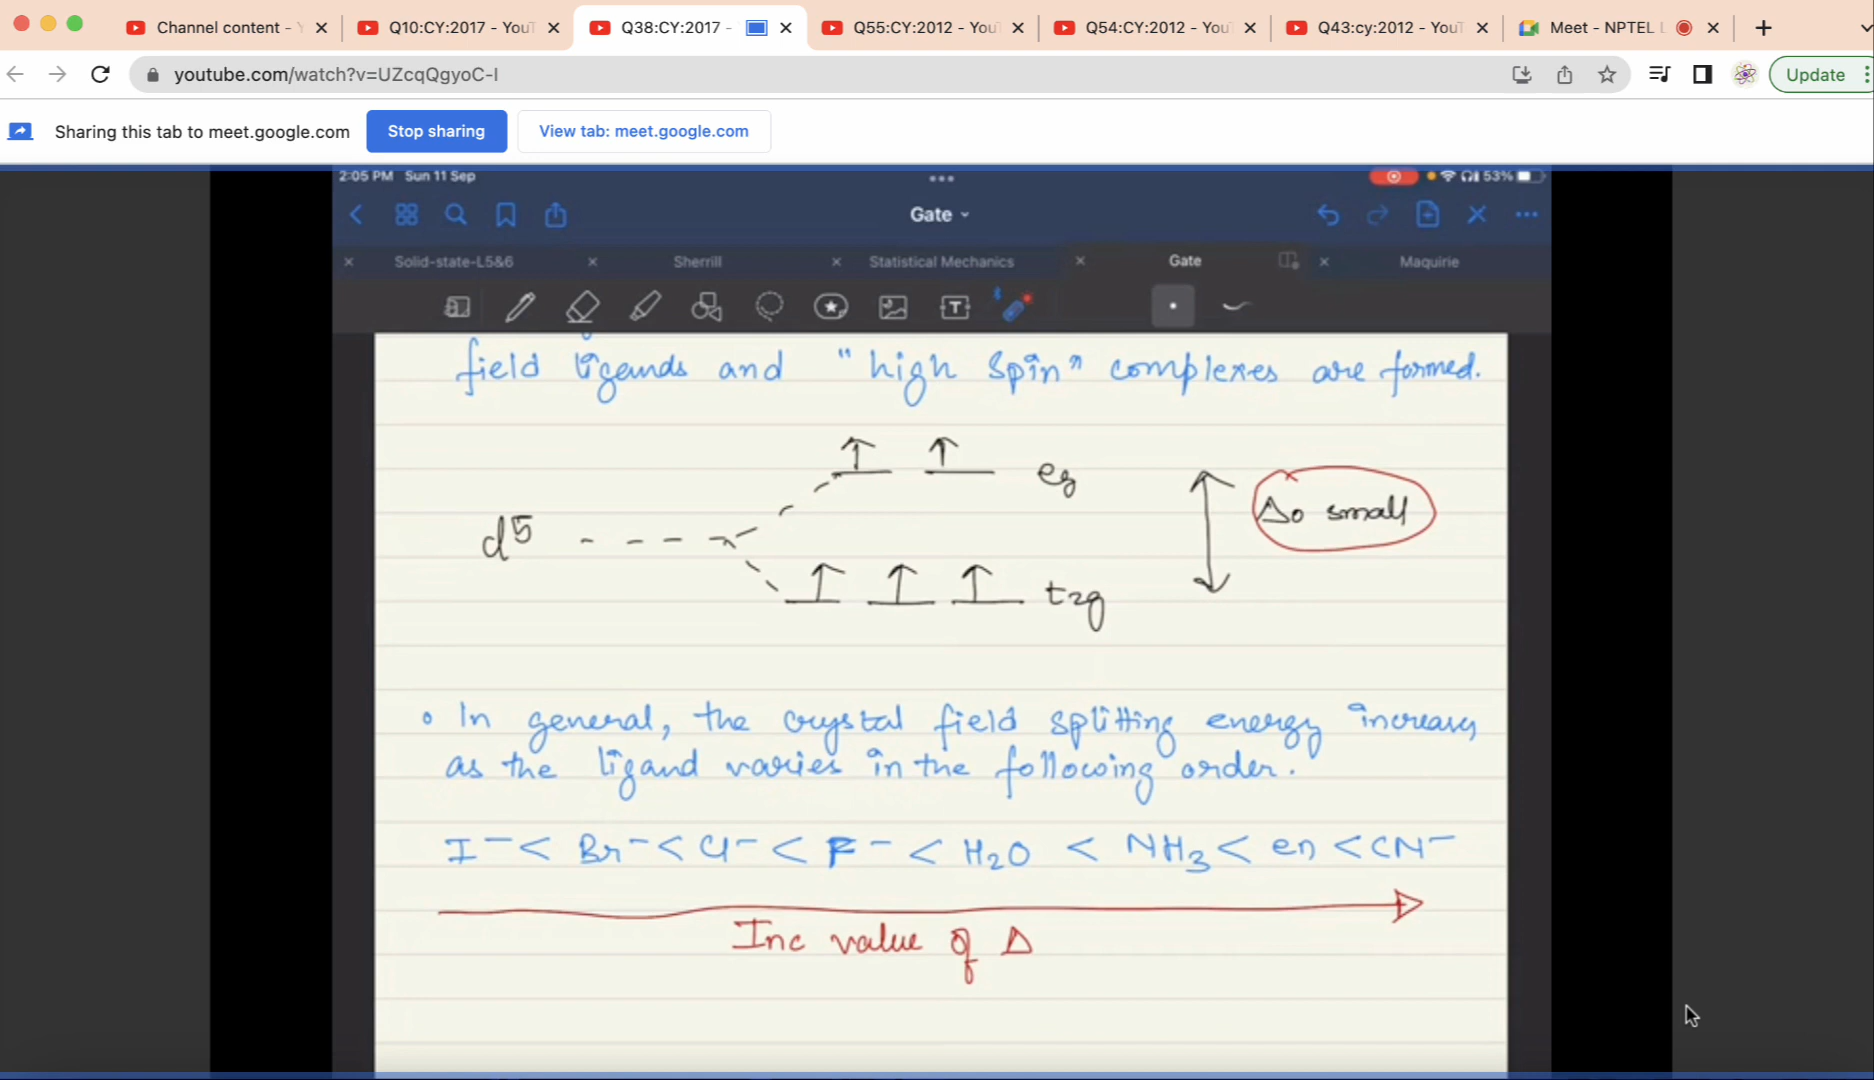 Channel content -
Q10:CY:2017 - You
Q38:CY:2017 -
Q55:CY:2012 - You
Q54:CY:2012 - You
Q43:cy:2012 - You
Meet - NPTEL
youtube.com/watch?v=UZcqQgyoC-I
Update
Sharing this tab to meet.google.com
Stop sharing
View tab: meet.google.com
2:05 PM Sun 11 Sep
53%
Gate
Solid-state-L5&6
Sherrill
Statistical Mechanics
Gate
Maquirie
field ligands and "high spin" complexes are formed.
eg
Δo small
d5
t2g
• In general, the crystal field splitting energy increases
as the ligand varies in the following order.
I⁻ < Br⁻ < Cl⁻ < F⁻ < H2O < NH3 < en < CN⁻
Inc value of Δ